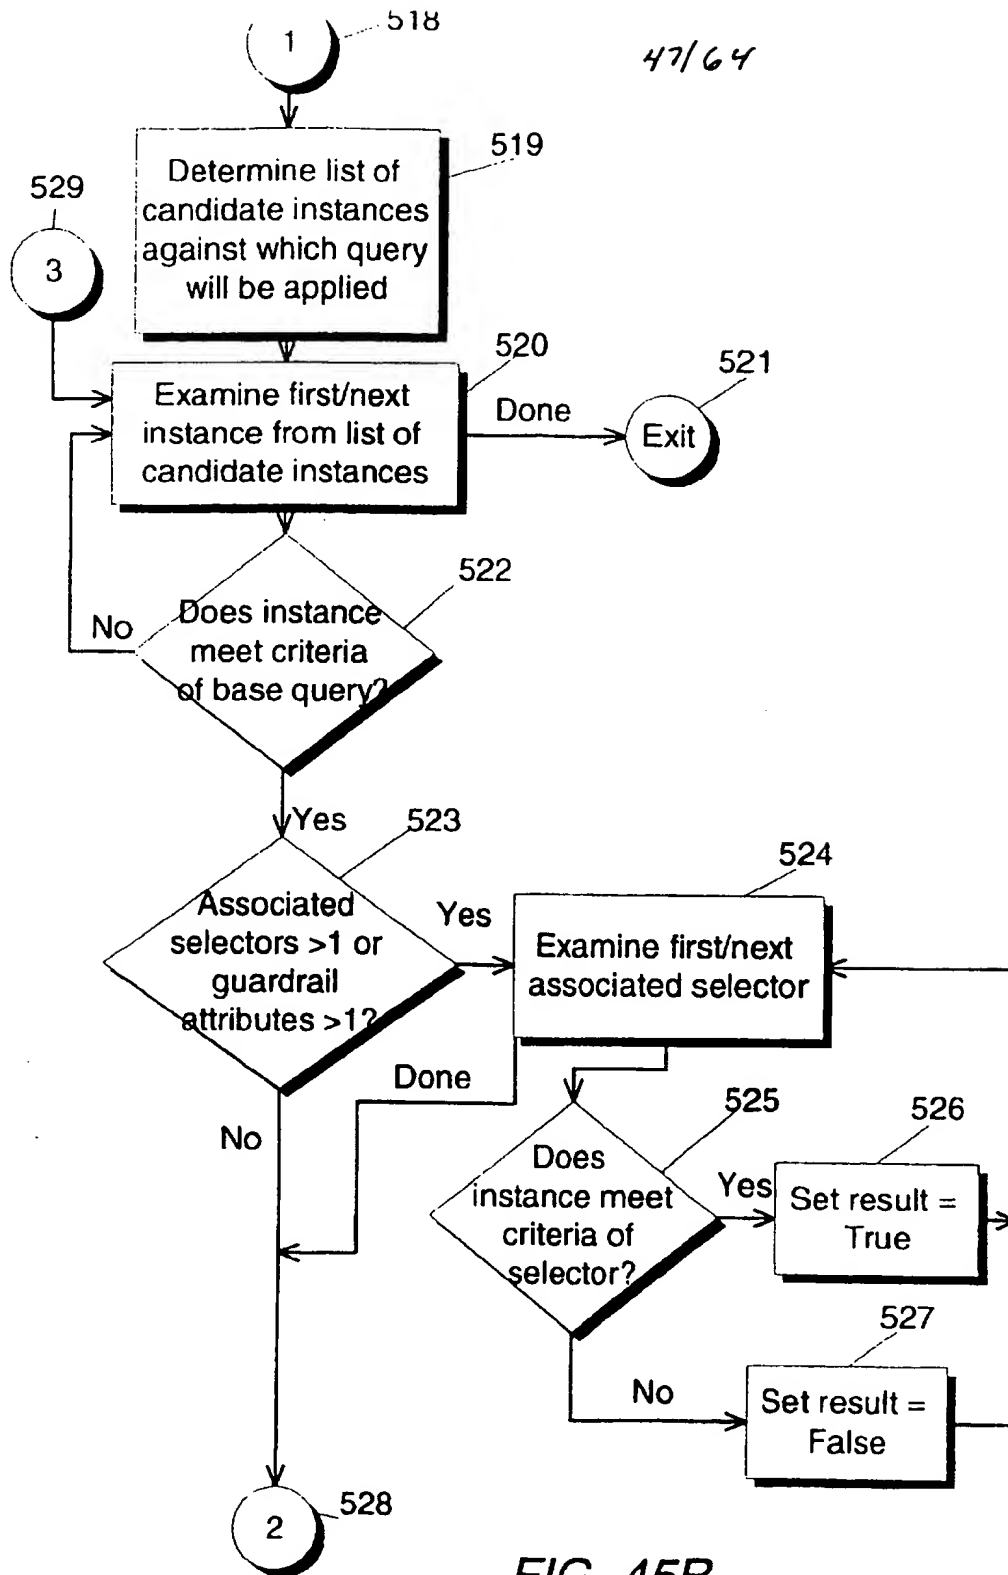 1
518
47/64
519
Determine list of
candidate instances
against which query
will be applied
529
3
520
Examine first/next
instance from list of
candidate instances
Done
521
Exit
522
Does instance
meet criteria
of base query?
No
Yes
523
Associated
selectors >1 or
guardrail
attributes >1?
Yes
524
Examine first/next
associated selector
Done
No
525
Does
instance meet
criteria of
selector?
Yes
526
Set result =
True
527
No
Set result =
False
2
528
FIG. 45B